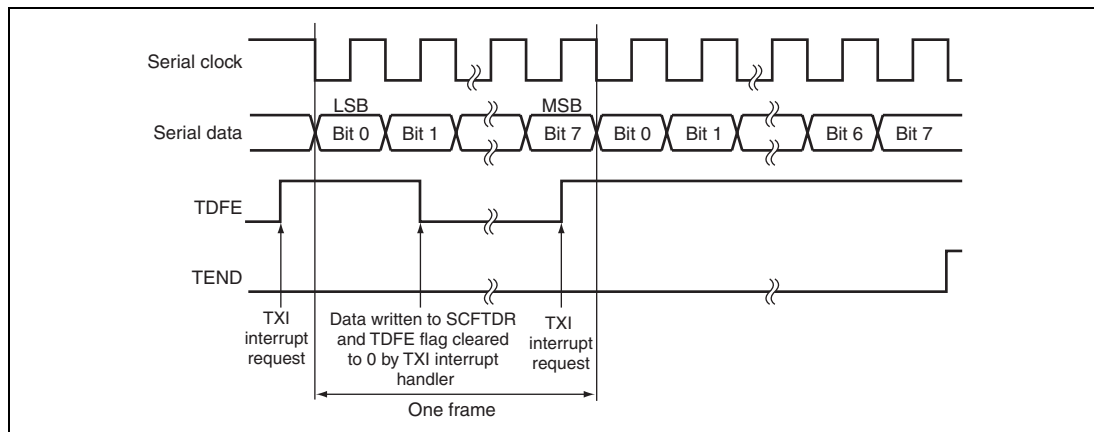 Serial clock
LSB
MSB
Serial data
Bit 0
Bit 1
Bit 7
Bit 0
Bit 1
Bit 6
Bit 7
TDFE
TEND
TXI
interrupt
request
Data written to SCFTDR
and TDFE flag cleared
to 0 by TXI interrupt
handler
TXI
interrupt
request
One frame